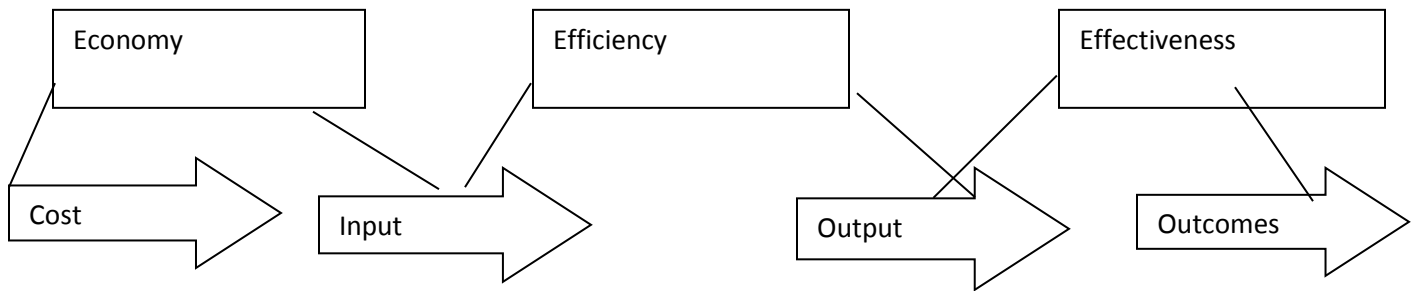 Economy
Efficiency
Effectiveness
Cost
Input
Output
Outcomes